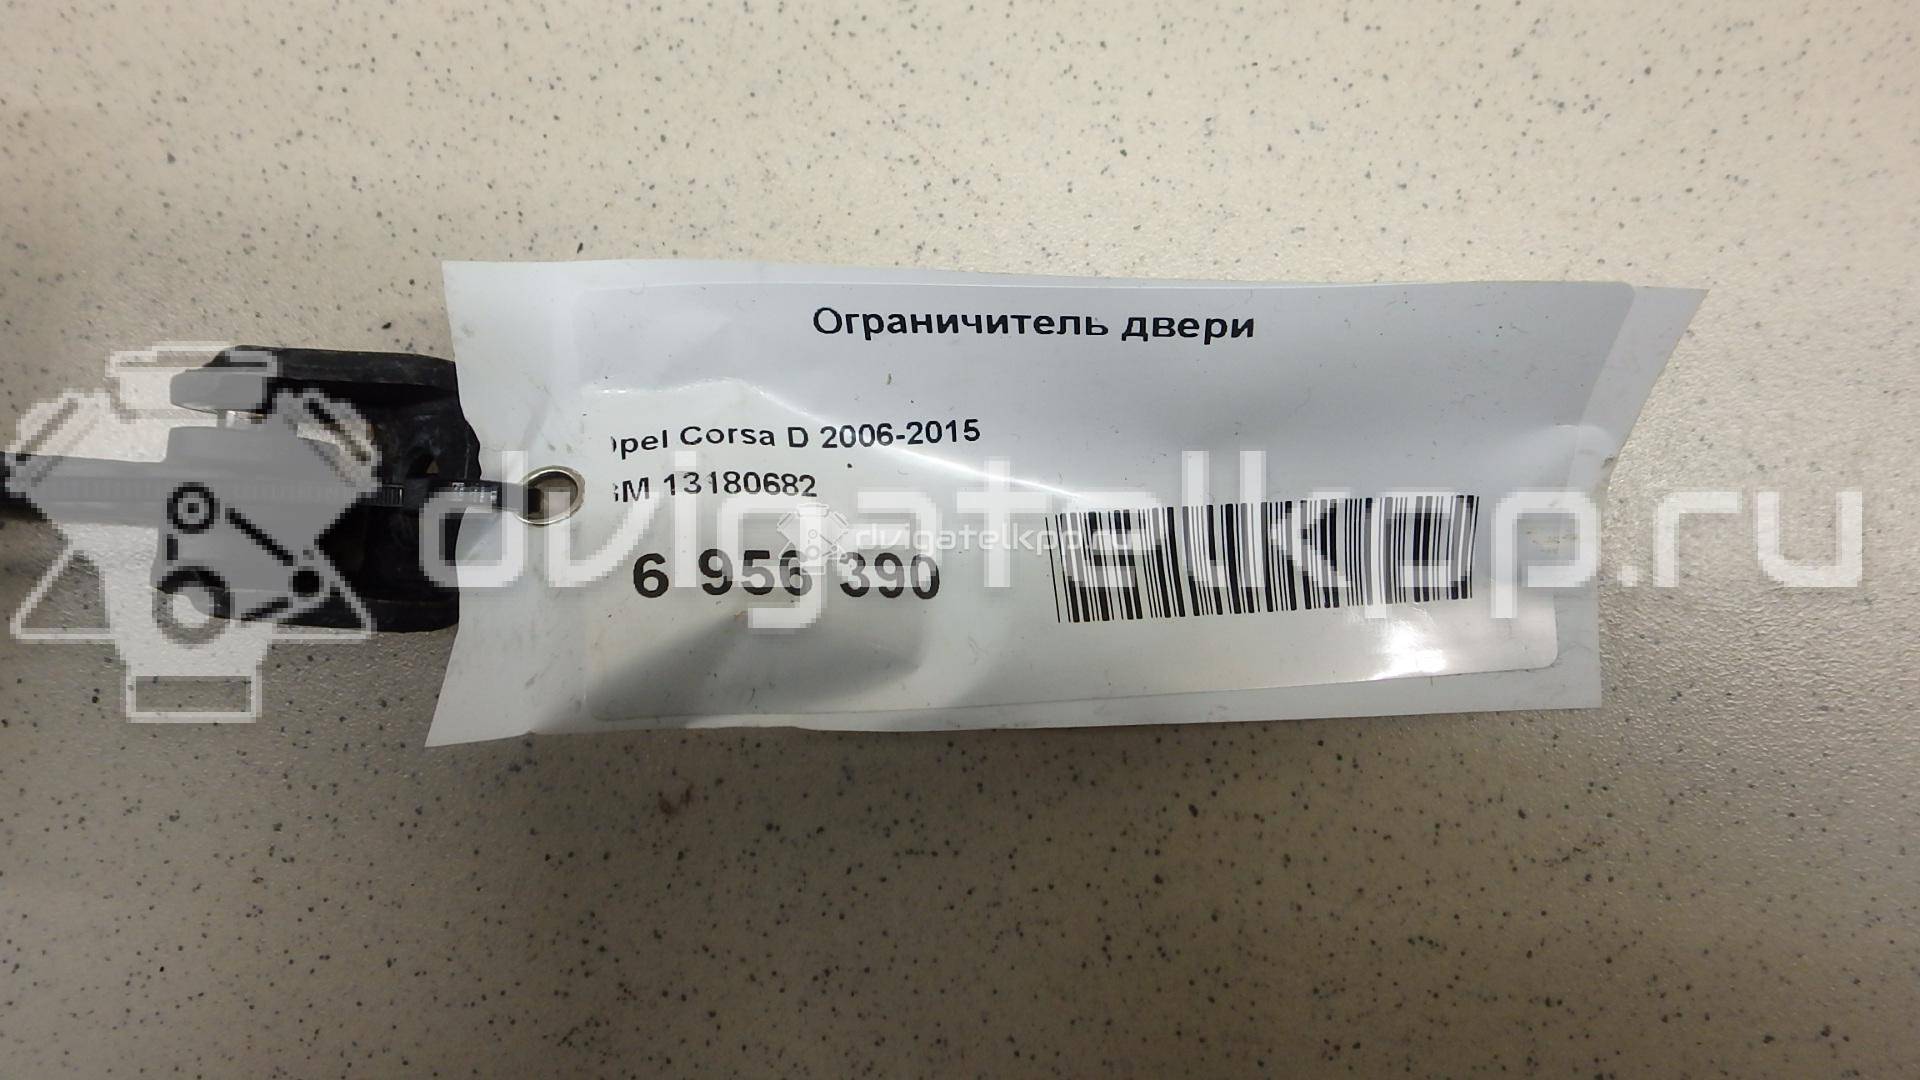 Ограничитель двери
Opel Corsa D 2006-2015
GM 13180682
6 956 390
dvigatelkpp.ru
dvigatelkpp.ru